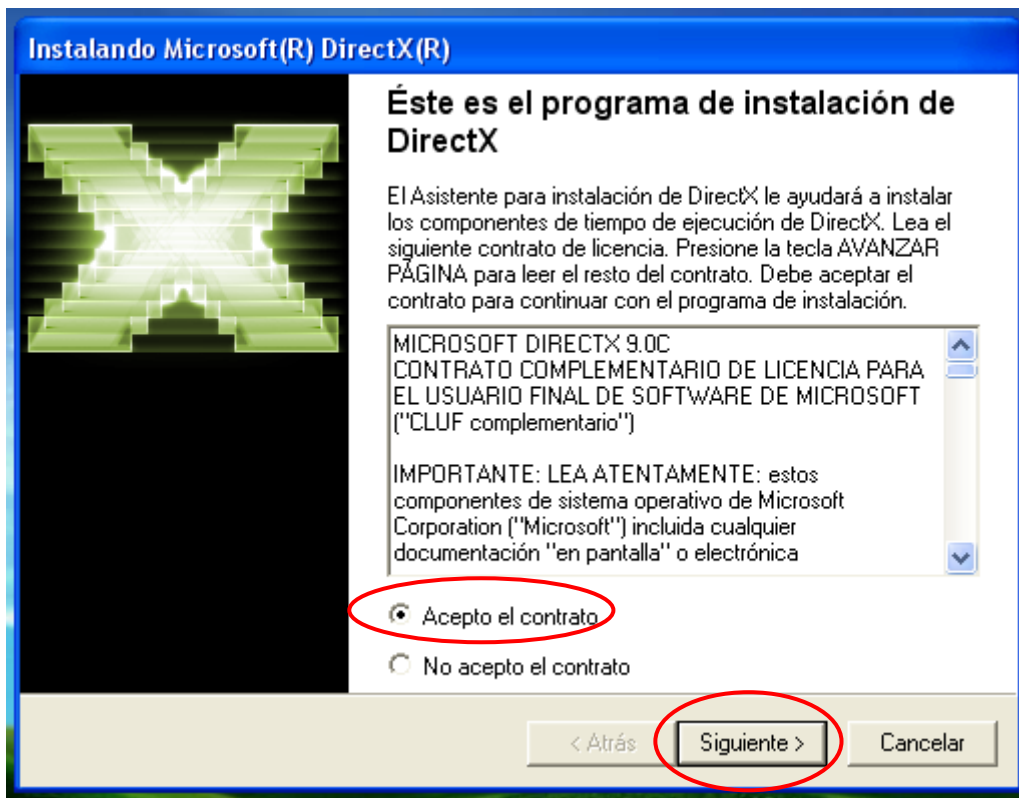 Instalando Microsoft(R) DirectX(R)
Éste es el programa de instalación de
DirectX
El Asistente para instalación de DirectX le ayudará a instalar
los componentes de tiempo de ejecución de DirectX. Lea el
siguiente contrato de licencia. Presione la tecla AVANZAR
PÁGINA para leer el resto del contrato. Debe aceptar el
contrato para continuar con el programa de instalación.
MICROSOFT DIRECTX 9.0C
CONTRATO COMPLEMENTARIO DE LICENCIA PARA
EL USUARIO FINAL DE SOFTWARE DE MICROSOFT
("CLUF complementario")
IMPORTANTE: LEA ATENTAMENTE: estos
componentes de sistema operativo de Microsoft
Corporation ("Microsoft") incluida cualquier
documentación "en pantalla" o electrónica
Acepto el contrato
No acepto el contrato
< Atrás Siguiente > Cancelar